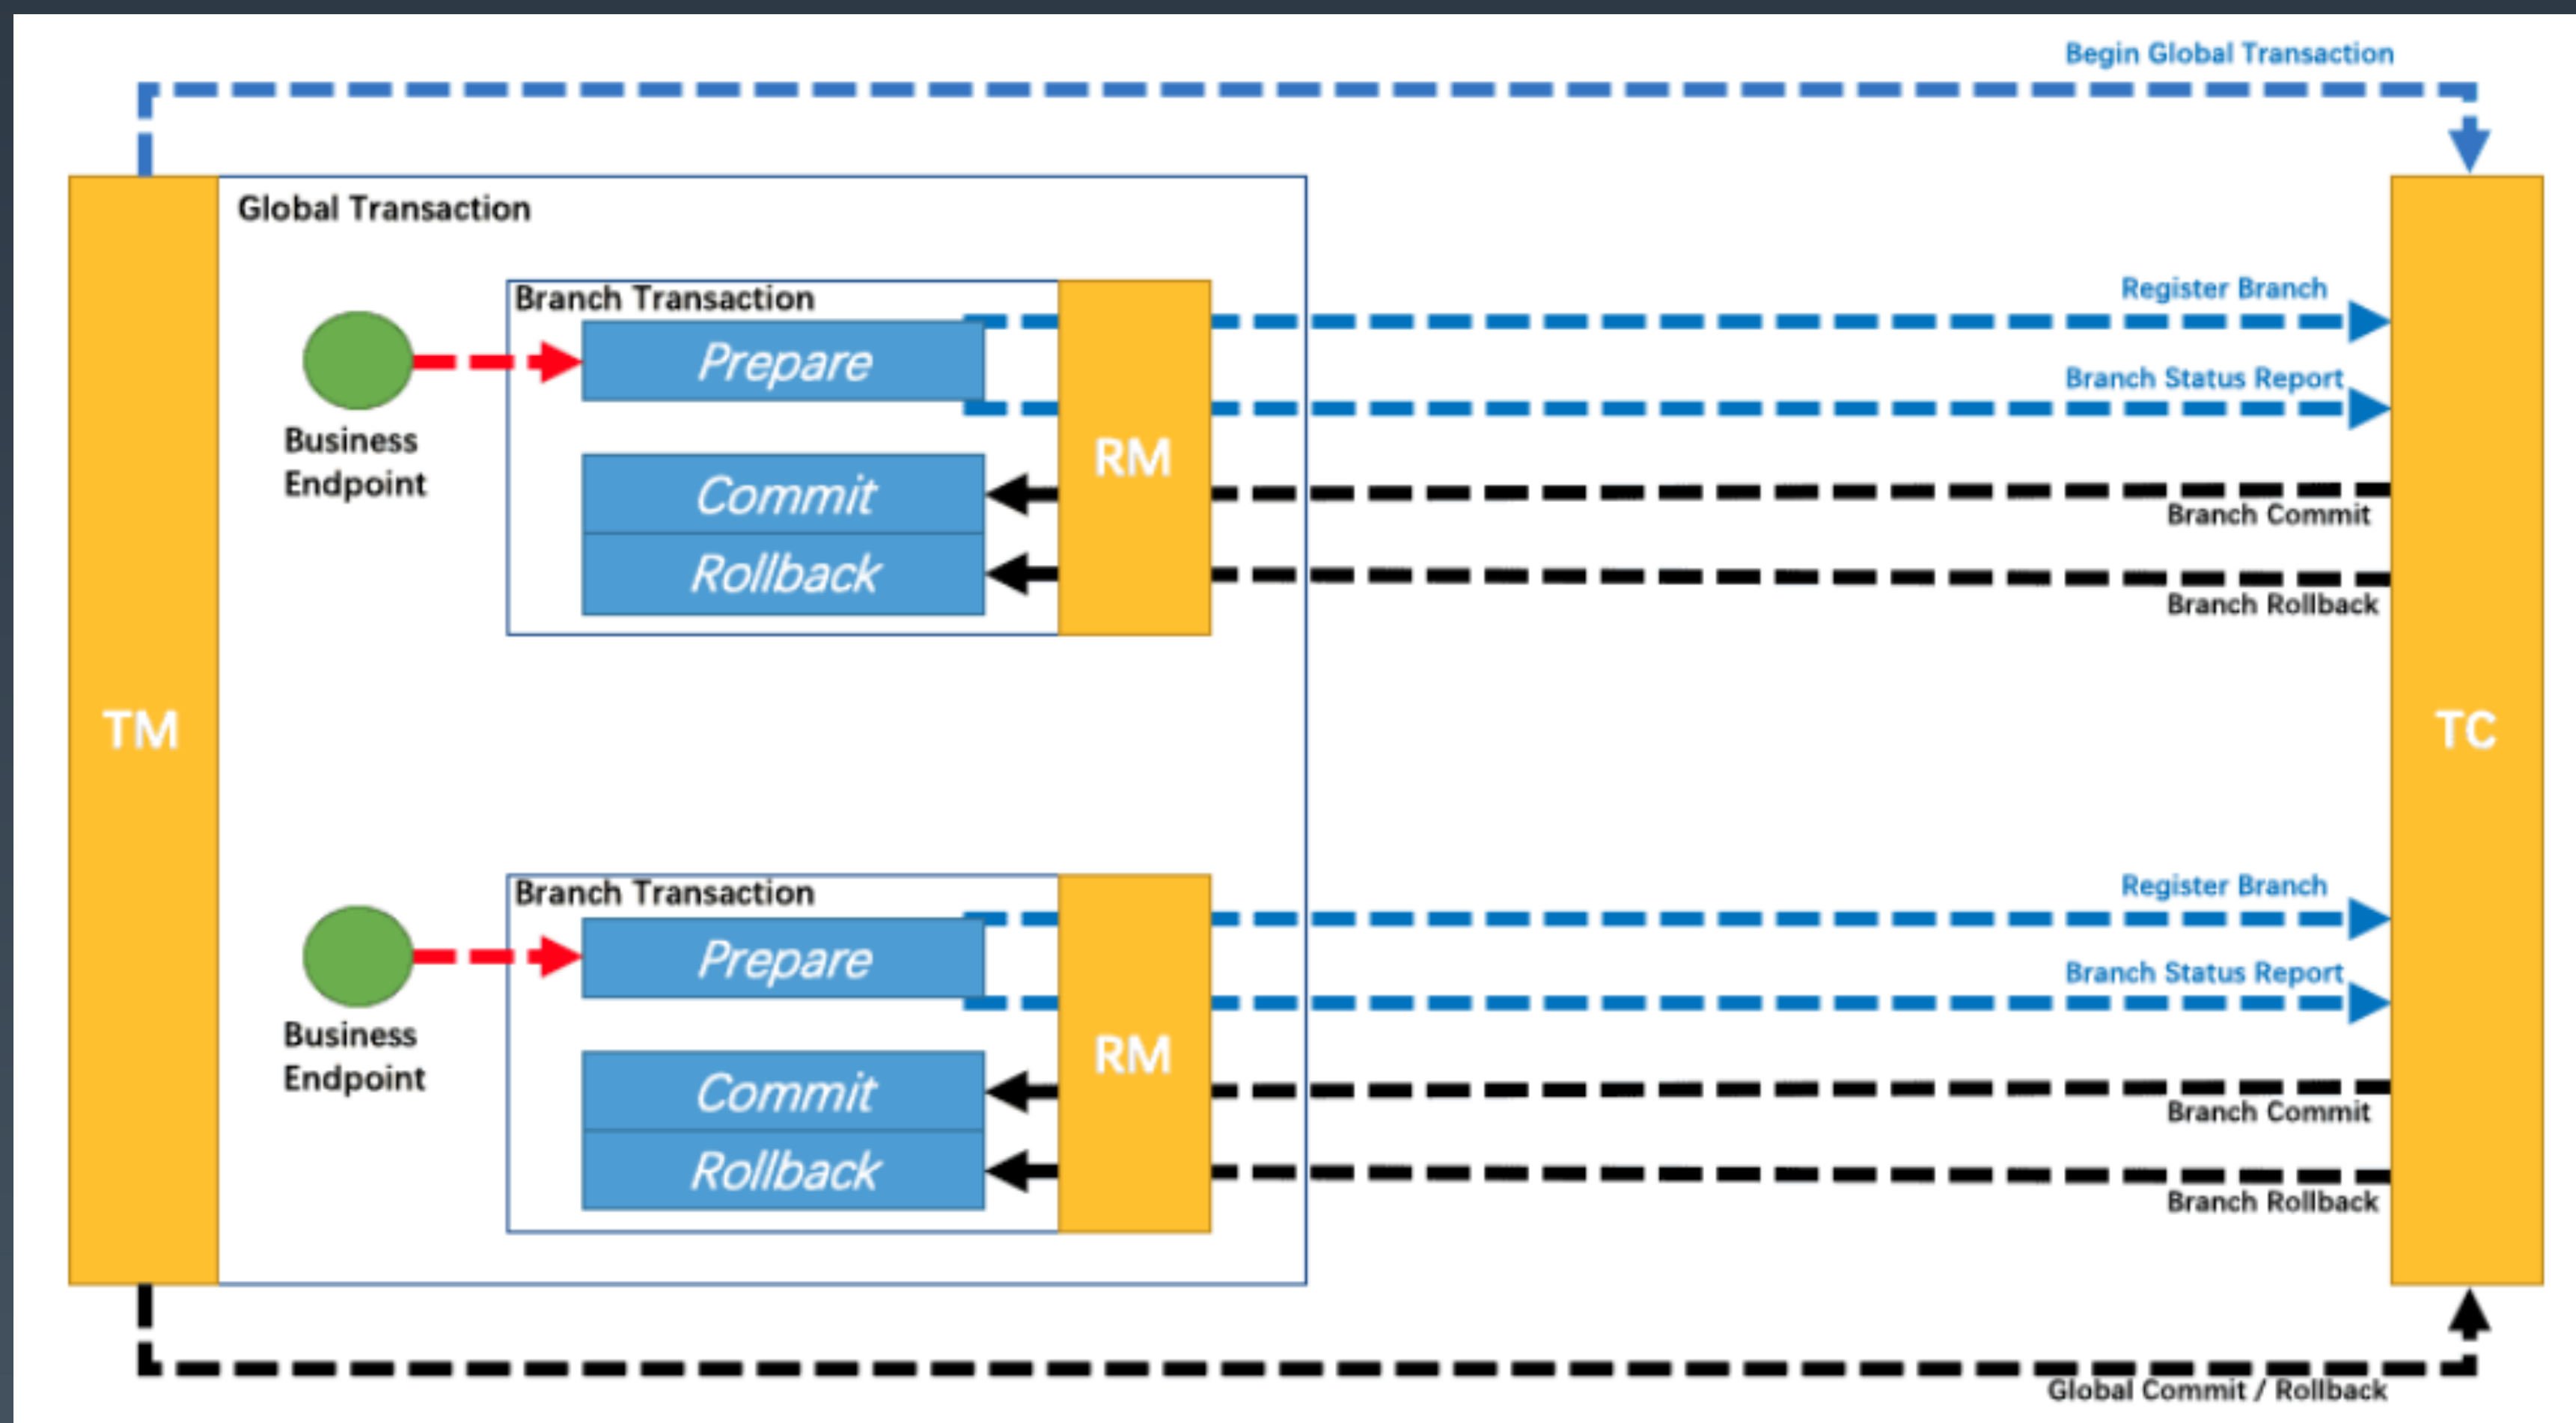 Begin Global Transaction
Global Transaction
Branch Transaction
Register Branch
Prepare
Branch Status Report
Business
Endpoint
RM
Commit
Branch Commit
Rollback
Branch Rollback
TM
TC
Branch Transaction
Register Branch
Prepare
Branch Status Report
Business
Endpoint
RM
Commit
Branch Commit
Rollback
Branch Rollback
Global Commit / Rollback